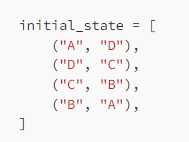 initial_state = [
    ("A", "D"),
    ("D", "C"),
    ("C", "B"),
    ("B", "A"),
]